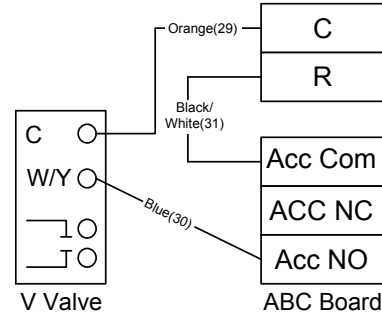 Orange(29)
C
R
Black/
White(31)
C
Acc Com
W/Y
ACC NC
Blue(30)
Acc NO
V Valve
ABC Board